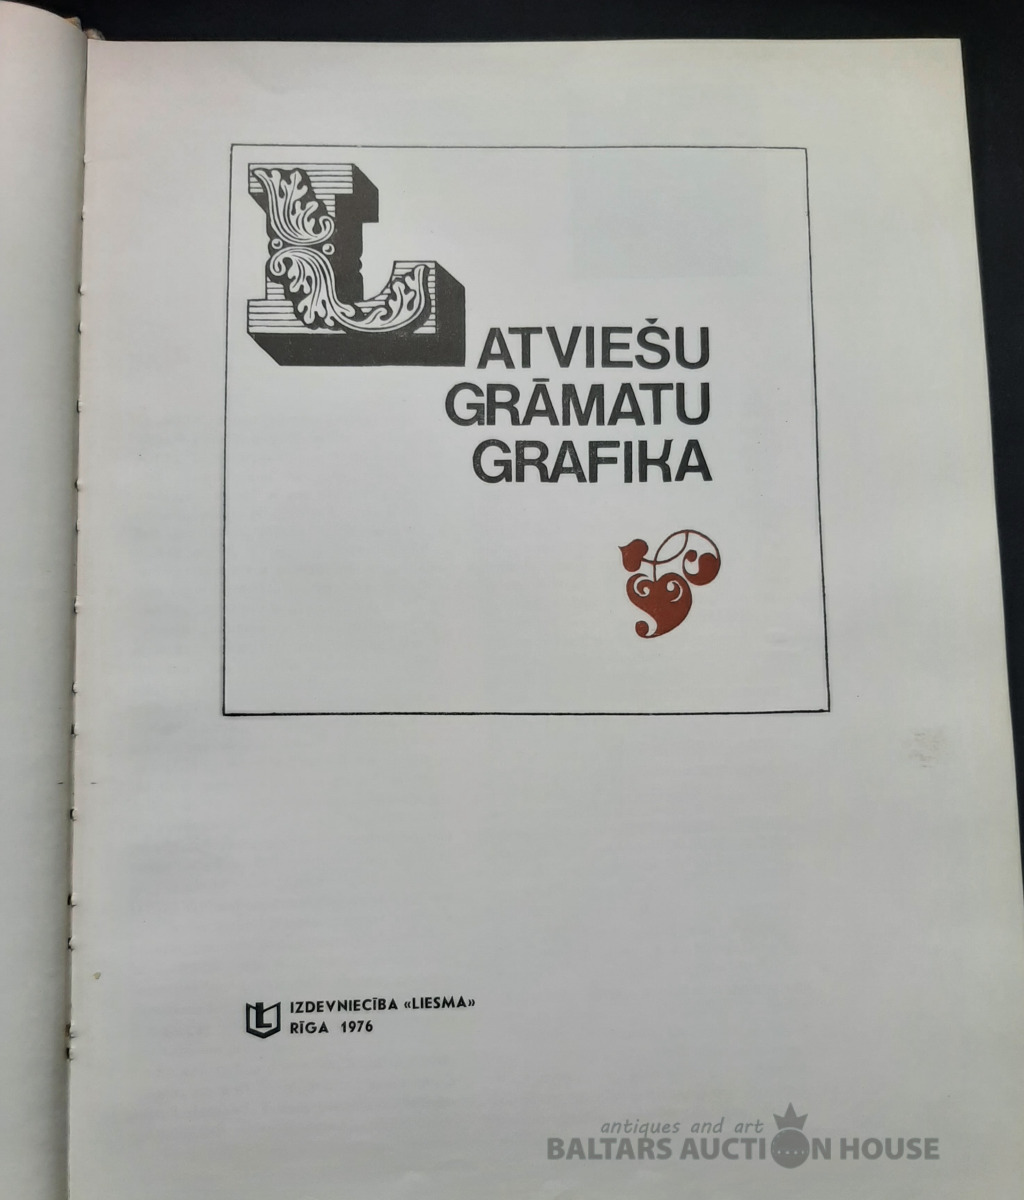 LATVIEŠU
GRĀMATU
GRAFIKA
IZDEVNIECĪBA «LIESMA»
RĪGA 1976
antiques and art
BALTARS AUCTION HOUSE